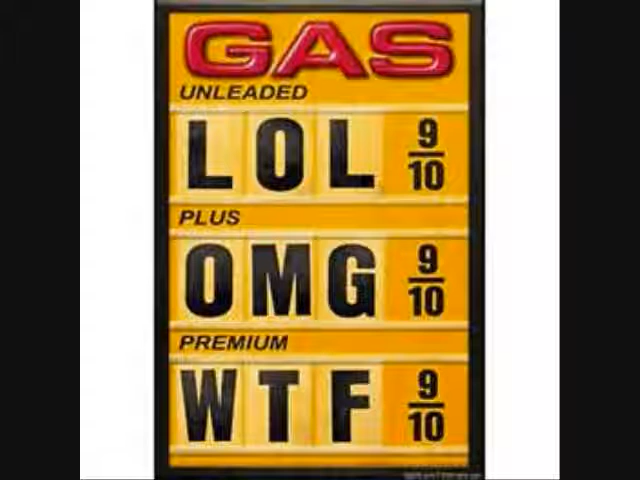 GAS
UNLEADED
LOL 9/10
PLUS
OMG 9/10
PREMIUM
WTF 9/10